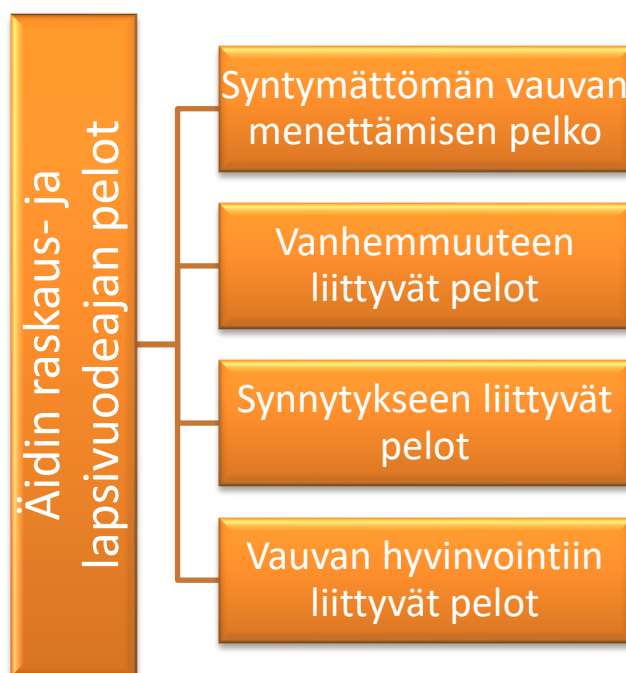 Äidin raskaus- ja
lapsivuodeajan pelot
Syntymättömän vauvan
menettämisen pelko
Vanhemmuuteen
liittyvät pelot
Synnytykseen liittyvät
pelot
Vauvan hyvinvointiin
liittyvät pelot